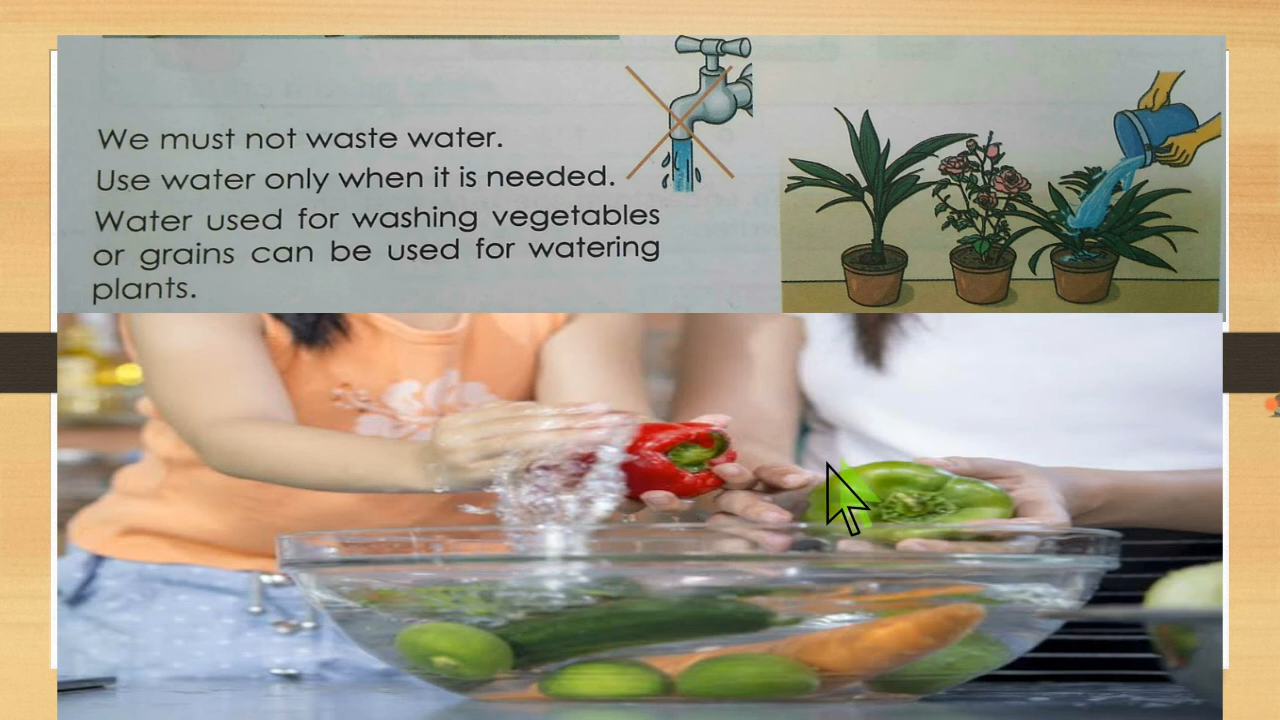 We must not waste water.
Use water only when it is needed.
Water used for washing vegetables
or grains can be used for watering
plants.